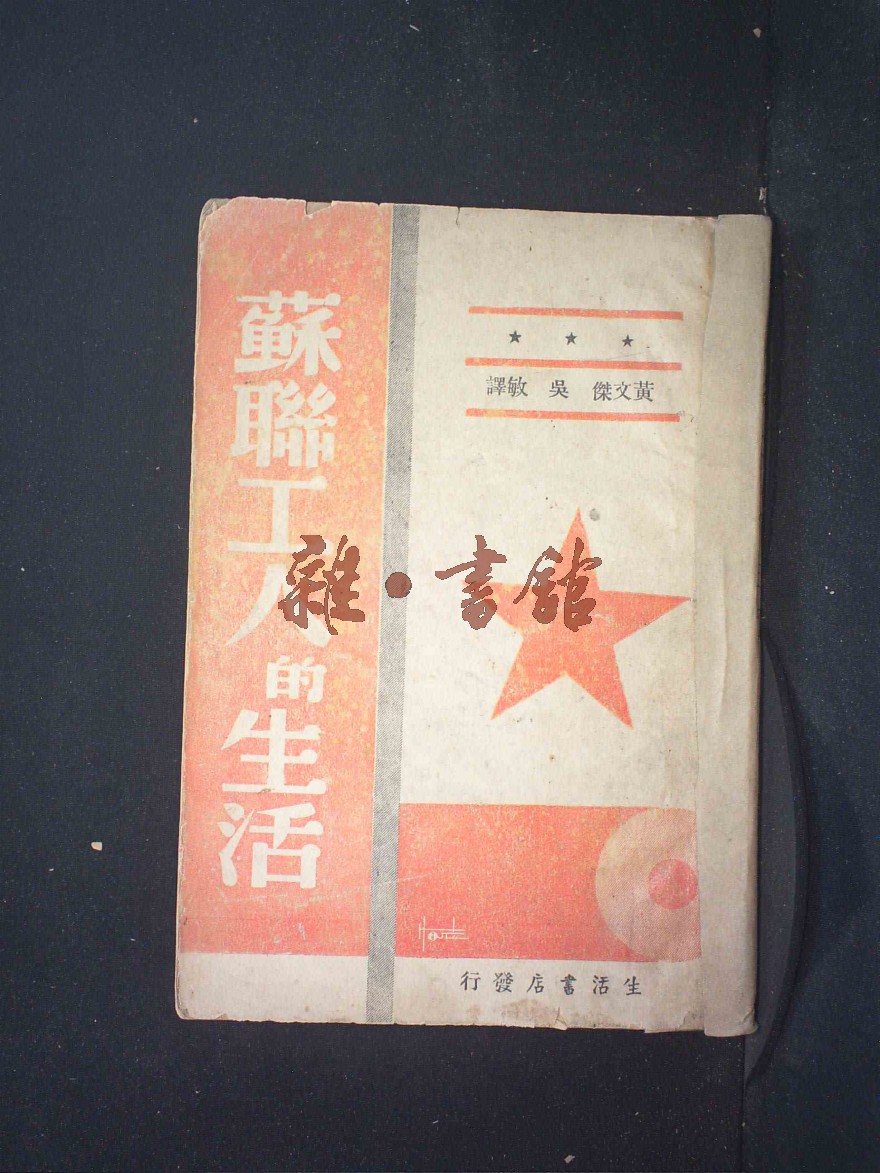 蘇聯工人的生活
★ ★ ★
黃文傑 吳敏譯
雜·書館
生活書店發行